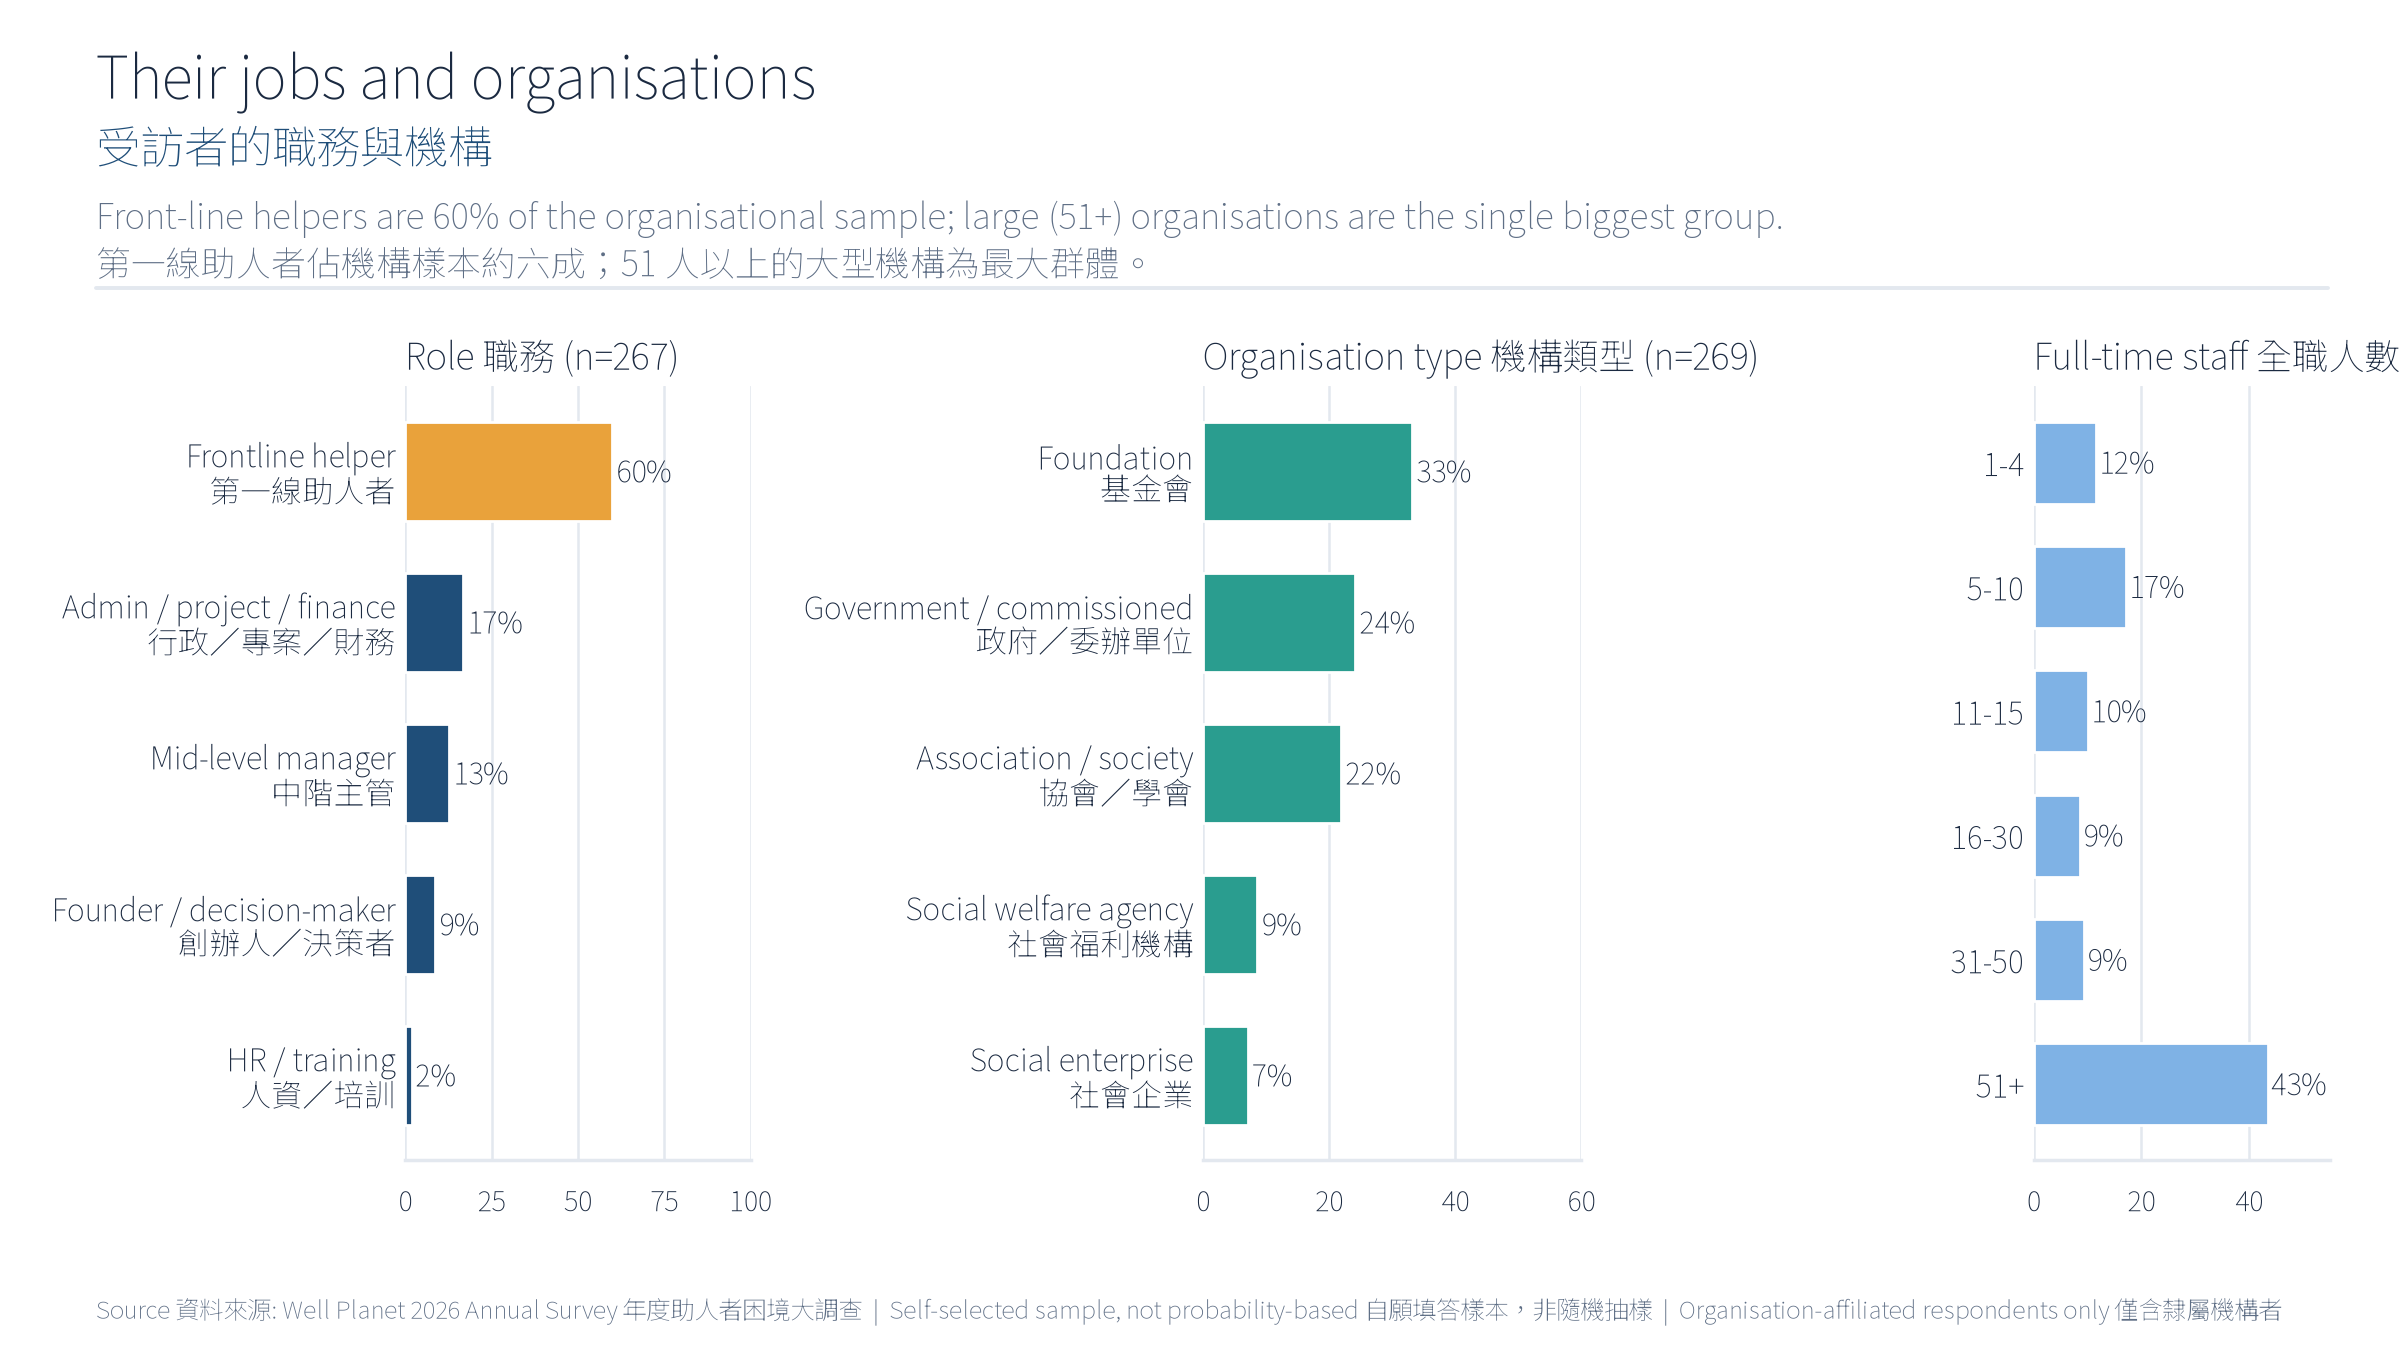 Their jobs and organisations
受訪者的職務與機構
Front-line helpers are 60% of the organisational sample; large (51+) organisations are the single biggest group.
第一線助人者佔機構樣本約六成；51 人以上的大型機構為最大群體。
Role 職務 (n=267)
Frontline helper
第一線助人者
60%
Admin / project / finance
行政／專案／財務
17%
Mid-level manager
中階主管
13%
Founder / decision-maker
創辦人／決策者
9%
HR / training
人資／培訓
2%
0 25 50 75 100
Organisation type 機構類型 (n=269)
Foundation
基金會
33%
Government / commissioned
政府／委辦單位
24%
Association / society
協會／學會
22%
Social welfare agency
社會福利機構
9%
Social enterprise
社會企業
7%
0 20 40 60
Full-time staff 全職人數
1-4 12%
5-10 17%
11-15 10%
16-30 9%
31-50 9%
51+ 43%
0 20 40
Source 資料來源: Well Planet 2026 Annual Survey 年度助人者困境大調查 | Self-selected sample, not probability-based 自願填答樣本，非隨機抽樣 | Organisation-affiliated respondents only 僅含隸屬機構者